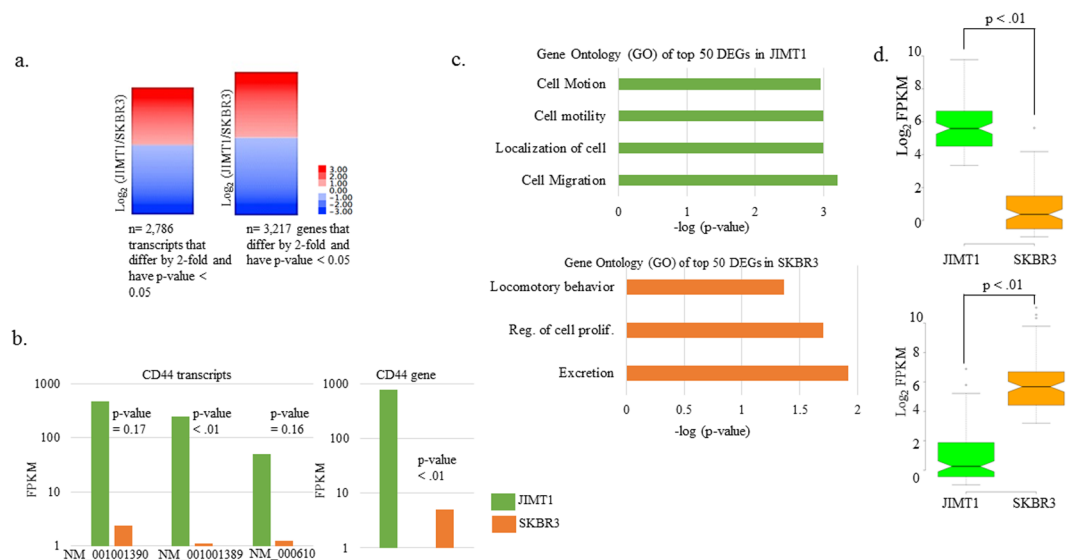 a.
Log2 (JIMT1/SKBR3)
n= 2,786
transcripts that
differ by 2-fold and
have p-value <
0.05
Log2 (JIMT1/SKBR3)
n= 3,217 genes that
differ by 2-fold and
have p-value < 0.05
3.00
2.00
1.00
-1.00
-2.00
-3.00
b.
CD44 transcripts
FPKM
1000
100
10
1
p-value
= 0.17
p-value
< .01
p-value
= 0.16
NM_001001390
NM_001001389
NM_000610
CD44 gene
1000
100
10
1
p-value
< .01
JIMT1
SKBR3
c.
Gene Ontology (GO) of top 50 DEGs in JIMT1
Cell Motion
Cell motility
Localization of cell
Cell Migration
0
1
2
3
-log (p-value)
Gene Ontology (GO) of top 50 DEGs in SKBR3
Locomotory behavior
Reg. of cell prolif.
Excretion
0
0.5
1
1.5
2
-log (p-value)
d.
p < .01
Log2 FPKM
10
8
6
4
2
0
JIMT1
SKBR3
p < .01
Log2 FPKM
10
8
6
4
2
0
JIMT1
SKBR3